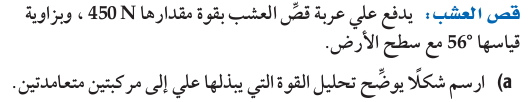 قص العشب: يدفع علي عربة قصِّ العشب بقوة مقدارها 450 N ، وبزاوية
قياسها 56° مع سطح الأرض.
a) ارسم شكلًا يوضِّح تحليل القوة التي يبذلها علي إلى مركبتين متعامدتين.